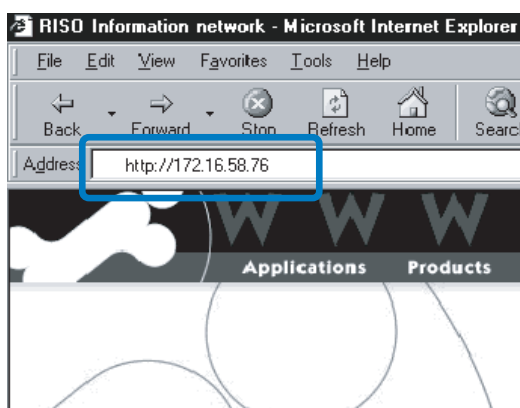 RISO Information network - Microsoft Internet Explorer
File Edit View Favorites Tools Help
Back Forward Stop Refresh Home Searc
Address http://172.16.58.76
W W W
Applications Products